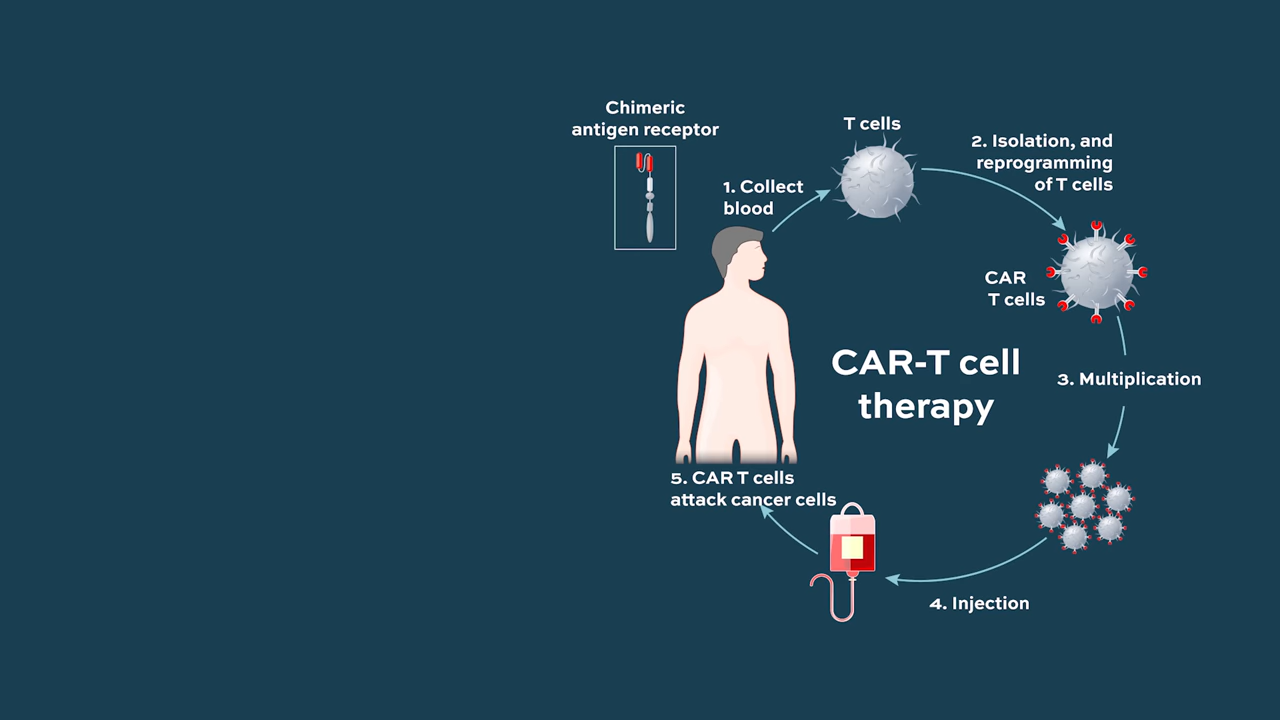 Chimeric
antigen receptor
T cells
1. Collect
blood
2. Isolation, and
reprogramming
of T cells
CAR
T cells
CAR-T cell
therapy
3. Multiplication
5. CAR T cells
attack cancer cells
4. Injection